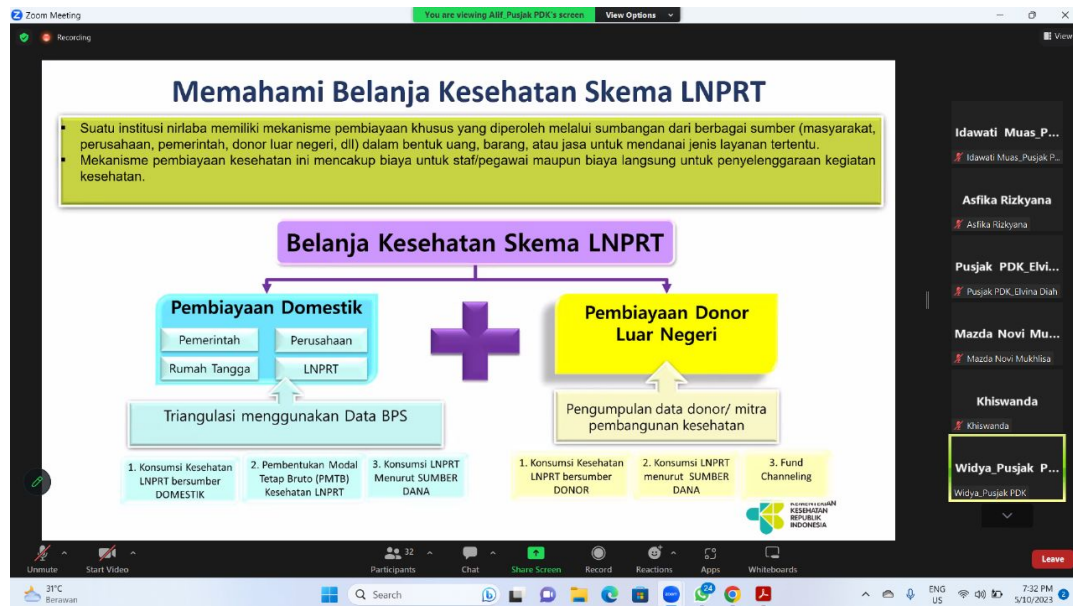 Zoom Meeting
You are viewing Alif_Pusjak PDK's screen
View Options
Recording
View
Memahami Belanja Kesehatan Skema LNPRT
Suatu institusi nirlaba memiliki mekanisme pembiayaan khusus yang diperoleh melalui sumbangan dari berbagai sumber (masyarakat,
perusahaan, pemerintah, donor luar negeri, dll) dalam bentuk uang, barang, atau jasa untuk mendanai jenis layanan tertentu.
Mekanisme pembiayaan kesehatan ini mencakup biaya untuk staf/pegawai maupun biaya langsung untuk penyelenggaraan kegiatan
kesehatan.
Belanja Kesehatan Skema LNPRT
Pembiayaan Domestik
Pemerintah
Perusahaan
Rumah Tangga
LNPRT
Triangulasi menggunakan Data BPS
1. Konsumsi Kesehatan
LNPRT bersumber
DOMESTIK
2. Pembentukan Modal
Tetap Bruto (PMTB)
Kesehatan LNPRT
3. Konsumsi LNPRT
Menurut SUMBER
DANA
Pembiayaan Donor
Luar Negeri
Pengumpulan data donor/ mitra
pembangunan kesehatan
1. Konsumsi Kesehatan
LNPRT bersumber
DONOR
2. Konsumsi LNPRT
menurut SUMBER
DANA
3. Fund
Channeling
KEMENTERIAN
KESEHATAN
REPUBLIK
INDONESIA
Idawati Muas_P...
Idawati Muas_Pusjak P...
Asfika Rizkyana
Asfika Rizkyana
Pusjak PDK_Elvi...
Pusjak PDK_Elvina Diah
Mazda Novi Mu...
Mazda Novi Mukhlisa
Khiswanda
Khiswanda
Widya_Pusjak P...
Widya_Pusjak PDK
Unmute
Start Video
32
Participants
Chat
Share Screen
Record
Reactions
Apps
Whiteboards
Leave
31°C
Berawan
Search
24
ENG
US
7:32 PM
5/10/2023
2